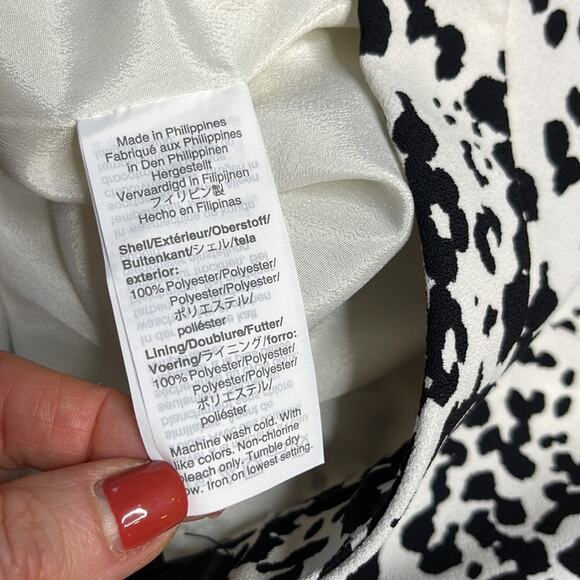 Made in Philippines
Fabriqué aux Philippines
in Den Philippinen
Hergestellt
Vervaardigd in Filipijnen
フィリピン製
Hecho en Filipinas
Shell/Extérieur/Oberstoff/
Buitenkant/シェル/tela
exterior:
100% Polyester/Polyester/
Polyester/Polyester/
ポリエステル/
poliéster
Lining/Doublure/Futter/
Voering/ライニング/forro:
100% Polyester/Polyester/
Polyester/Polyester/
ポリエステル/
poliéster
Machine wash cold. With
like colors. Non-chlorine
bleach only. Tumble dry
low. Iron on lowest setting.